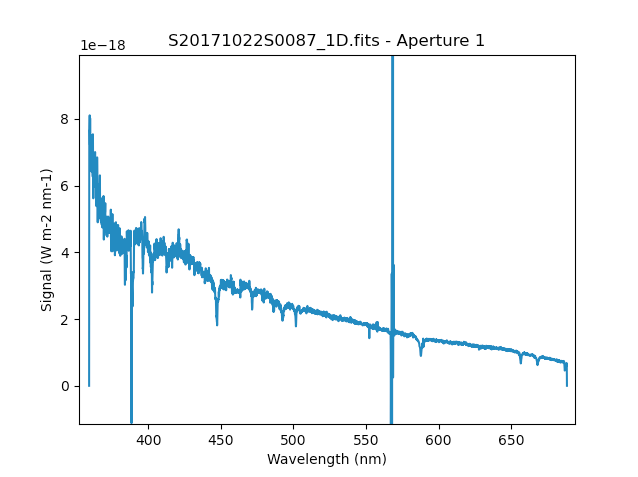 S20171022S0087_1D.fits - Aperture 1
1e−18
8
6
4
2
0
Signal (W m-2 nm-1)
400 450 500 550 600 650
Wavelength (nm)